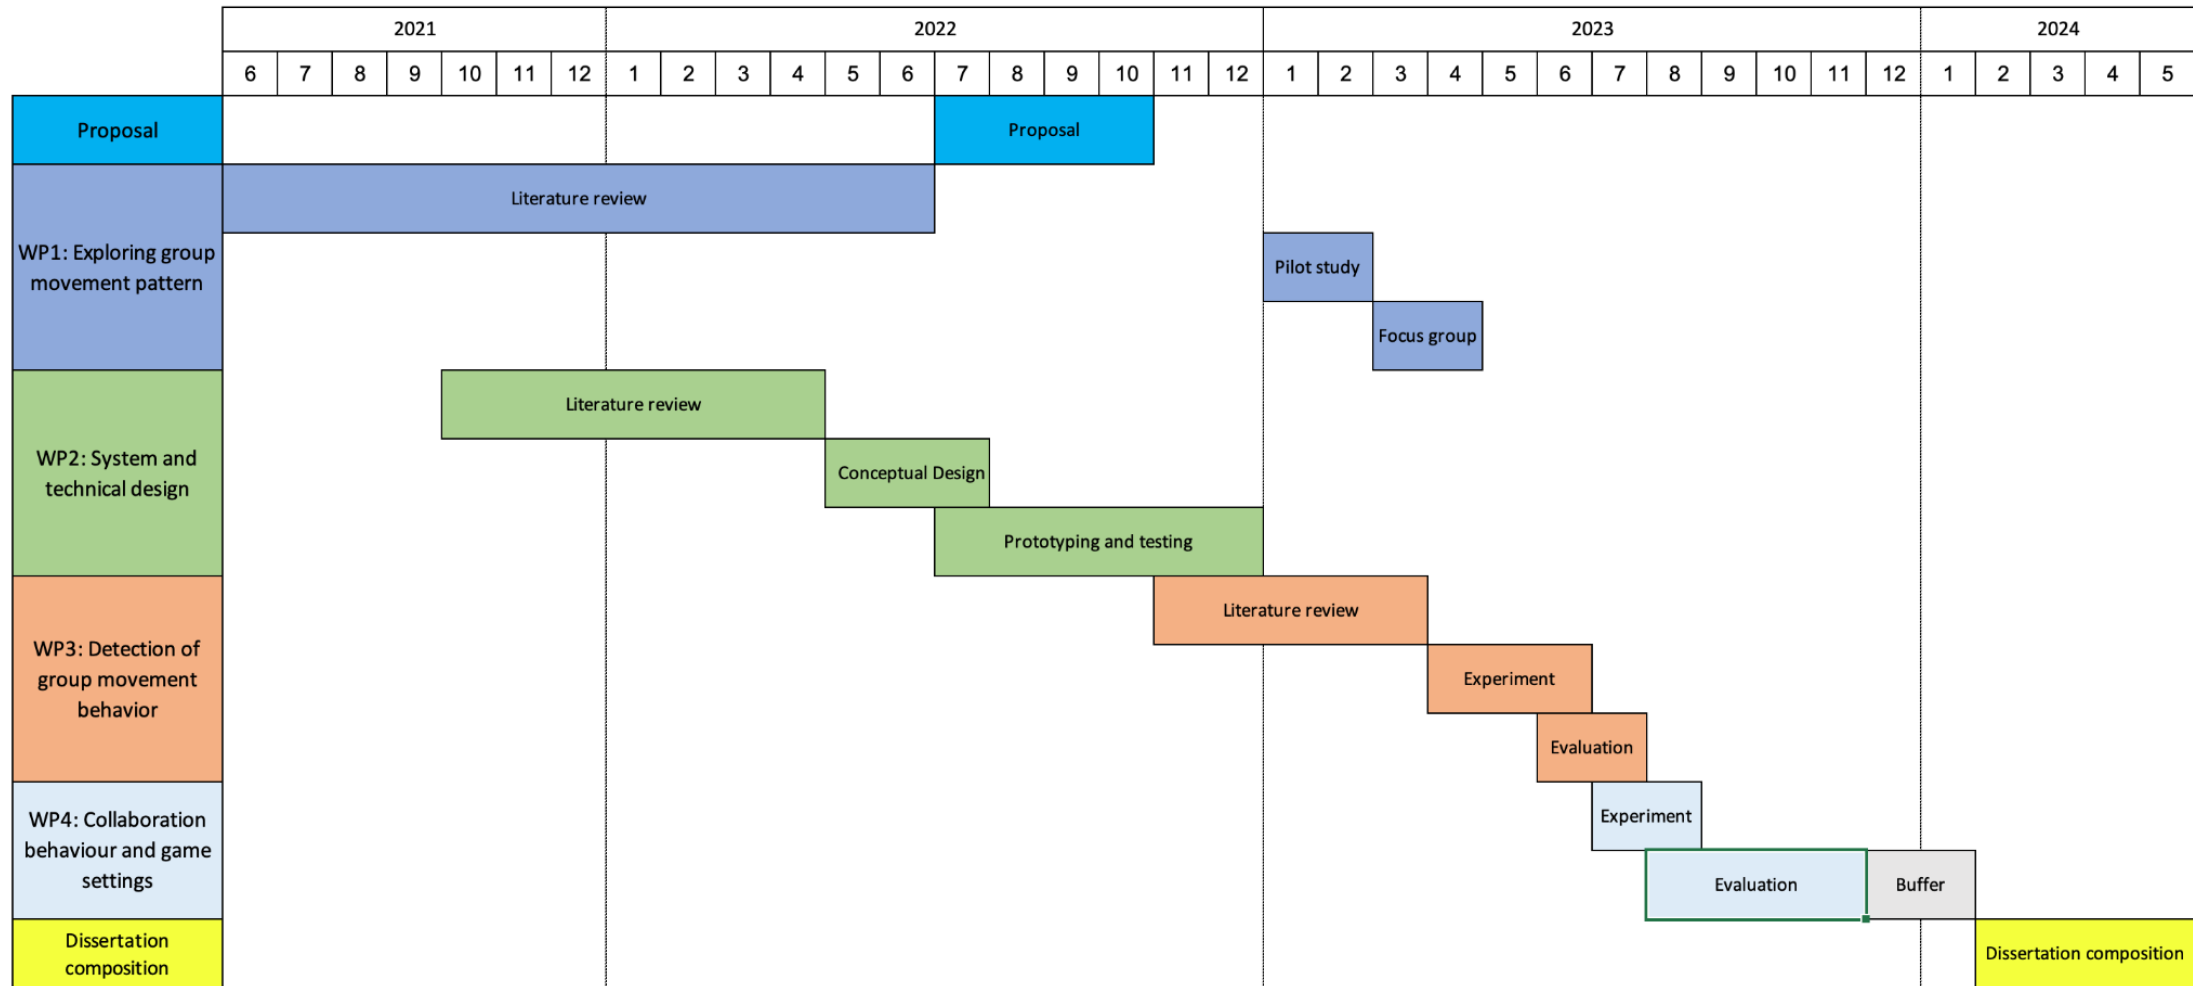 2021 2022 2023 2024
6 7 8 9 10 11 12 1 2 3 4 5 6 7 8 9 10 11 12 1 2 3 4 5 6 7 8 9 10 11 12 1 2 3 4 5
Proposal
Proposal
WP1: Exploring group
movement pattern
Literature review
Pilot study
Focus group
WP2: System and
technical design
Literature review
Conceptual Design
Prototyping and testing
WP3: Detection of
group movement
behavior
Literature review
Experiment
Evaluation
WP4: Collaboration
behaviour and game
settings
Experiment
Evaluation
Buffer
Dissertation
composition
Dissertation composition